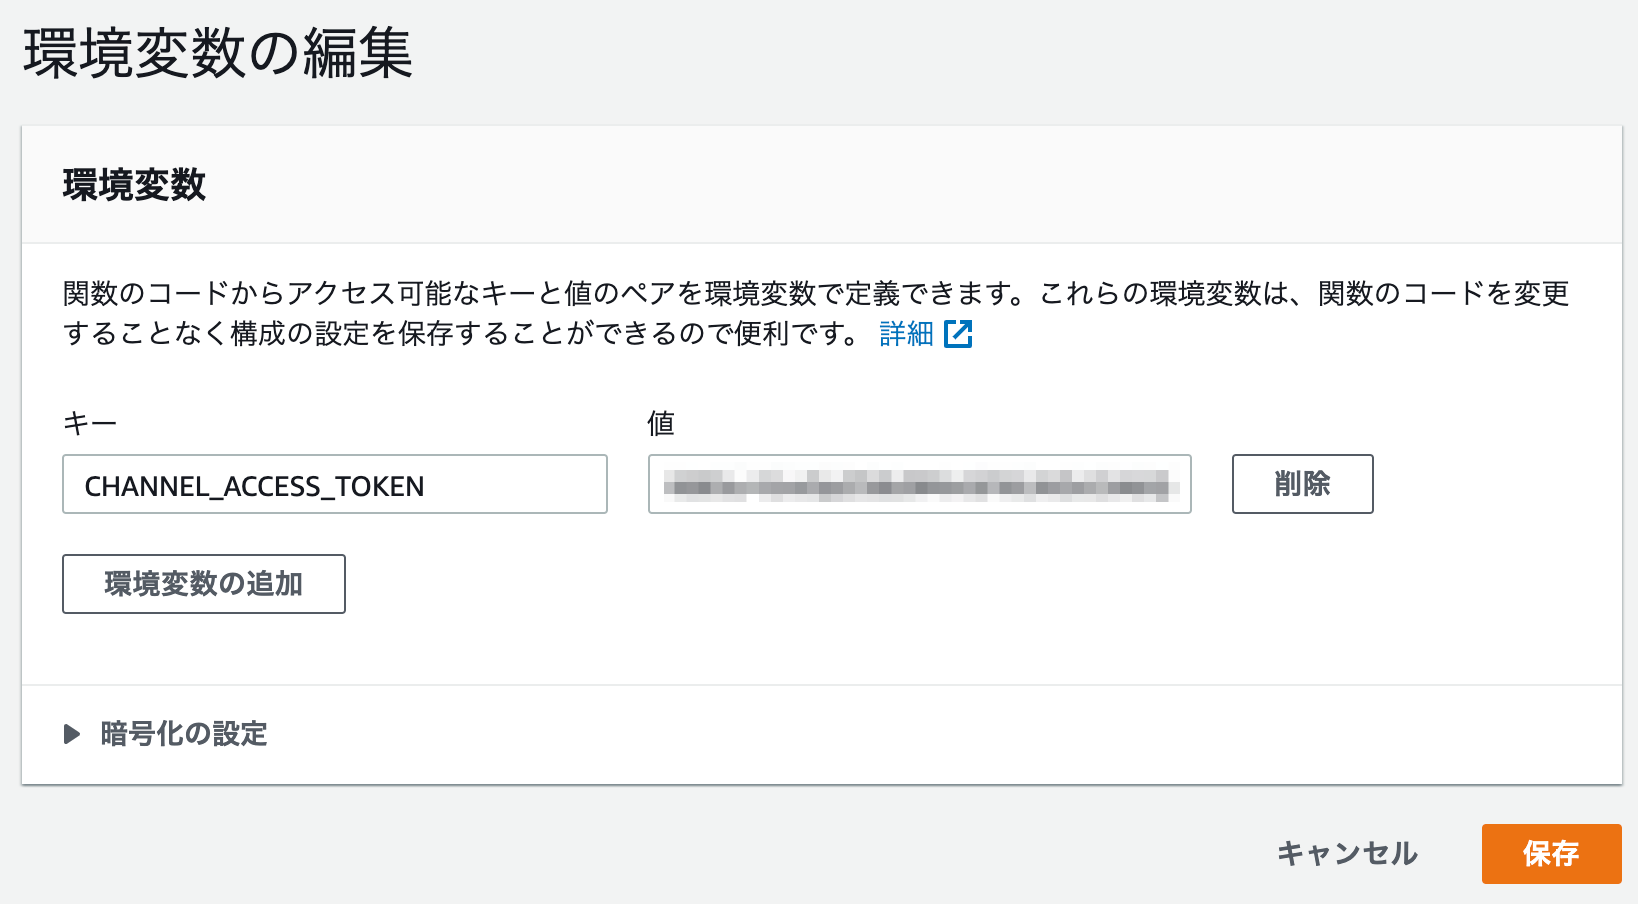 環境変数の編集
環境変数
関数のコードからアクセス可能なキーと値のペアを環境変数で定義できます。これらの環境変数は、関数のコードを変更
することなく構成の設定を保存することができるので便利です。 詳細
キー 値
CHANNEL_ACCESS_TOKEN 削除
環境変数の追加
暗号化の設定
キャンセル 保存